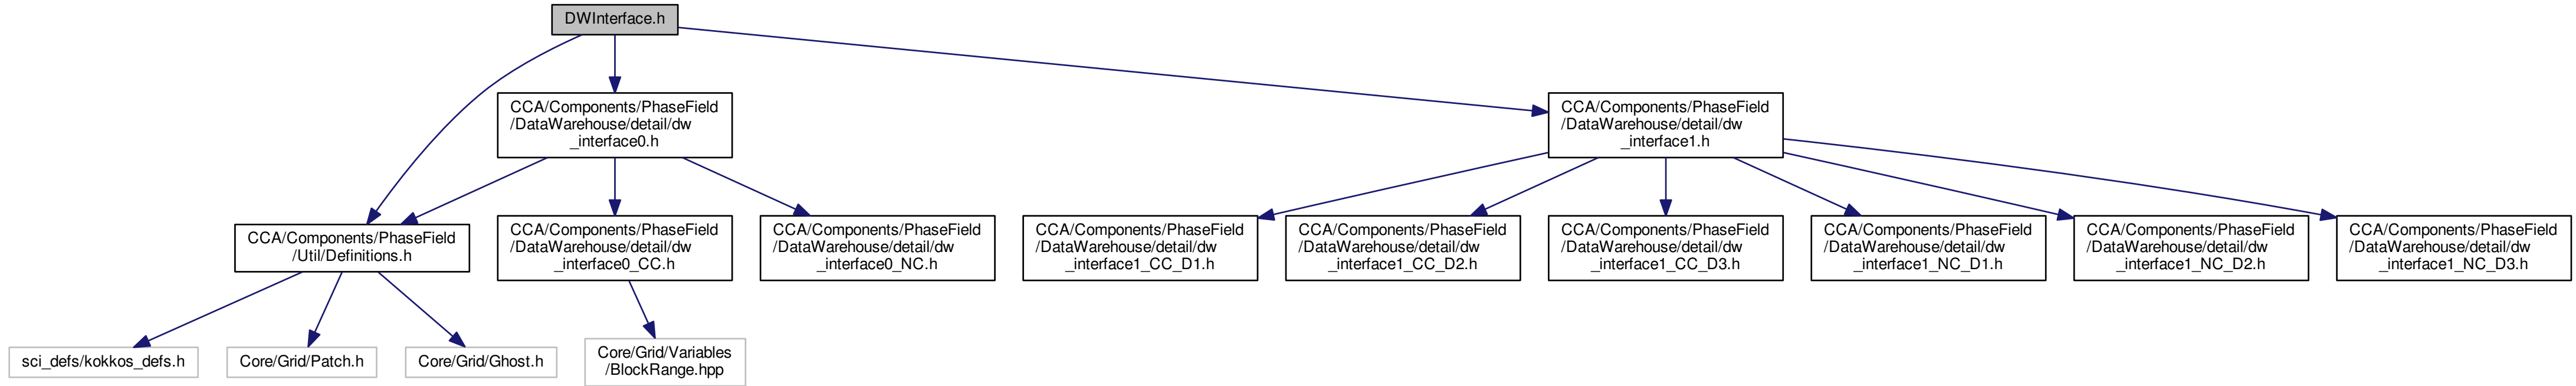 DWInterface.h
CCA/Components/PhaseField
/DataWarehouse/detail/dw
_interface0.h
CCA/Components/PhaseField
/DataWarehouse/detail/dw
_interface1.h
CCA/Components/PhaseField
/Util/Definitions.h
CCA/Components/PhaseField
/DataWarehouse/detail/dw
_interface0_CC.h
CCA/Components/PhaseField
/DataWarehouse/detail/dw
_interface0_NC.h
CCA/Components/PhaseField
/DataWarehouse/detail/dw
_interface1_CC_D1.h
CCA/Components/PhaseField
/DataWarehouse/detail/dw
_interface1_CC_D2.h
CCA/Components/PhaseField
/DataWarehouse/detail/dw
_interface1_CC_D3.h
CCA/Components/PhaseField
/DataWarehouse/detail/dw
_interface1_NC_D1.h
CCA/Components/PhaseField
/DataWarehouse/detail/dw
_interface1_NC_D2.h
CCA/Components/PhaseField
/DataWarehouse/detail/dw
_interface1_NC_D3.h
sci_defs/kokkos_defs.h
Core/Grid/Patch.h
Core/Grid/Ghost.h
Core/Grid/Variables
/BlockRange.hpp